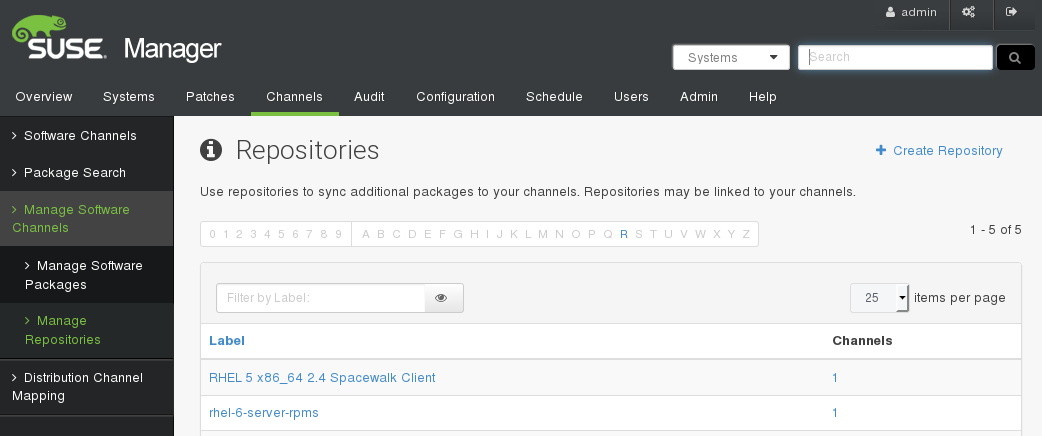 admin
SUSE Manager
Systems Search
Overview Systems Patches Channels Audit Configuration Schedule Users Admin Help
Software Channels
Package Search
Manage Software
Channels
Manage Software
Packages
Manage
Repositories
Distribution Channel
Mapping
Repositories
Create Repository
Use repositories to sync additional packages to your channels. Repositories may be linked to your channels.
0 1 2 3 4 5 6 7 8 9 A B C D E F G H I J K L M N O P Q R S T U V W X Y Z
1 - 5 of 5
Filter by Label:
25 items per page
Label Channels
RHEL 5 x86_64 2.4 Spacewalk Client 1
rhel-6-server-rpms 1